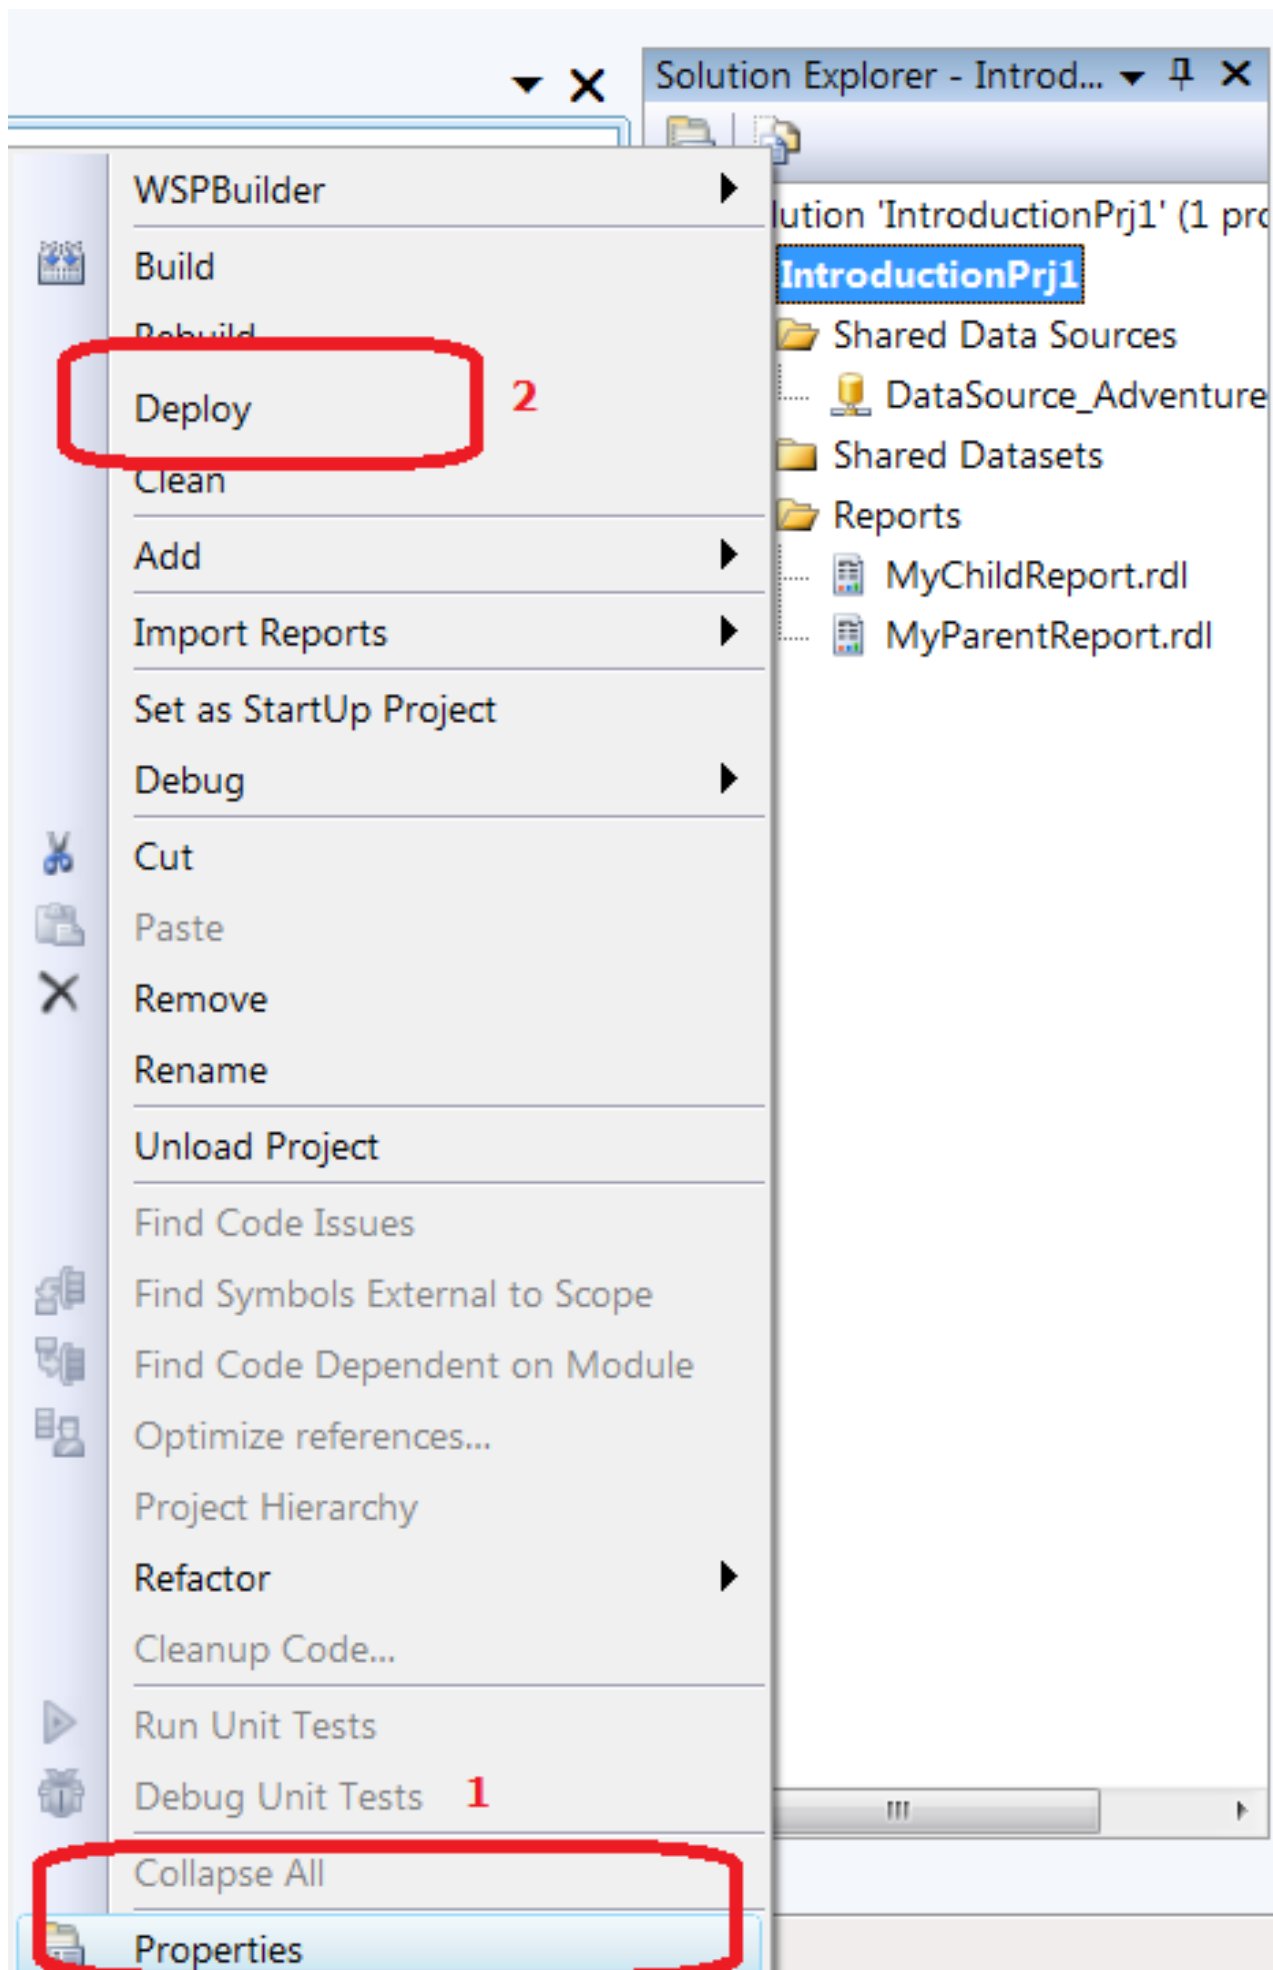 Solution Explorer - Introd...
WSPBuilder
Build
Rebuild
Deploy
2
Clean
Add
Import Reports
Set as StartUp Project
Debug
Cut
Paste
Remove
Rename
Unload Project
Find Code Issues
Find Symbols External to Scope
Find Code Dependent on Module
Optimize references...
Project Hierarchy
Refactor
Cleanup Code...
Run Unit Tests
Debug Unit Tests
1
Collapse All
Properties
lution 'IntroductionPrj1' (1 pro
IntroductionPrj1
Shared Data Sources
DataSource_Adventure
Shared Datasets
Reports
MyChildReport.rdl
MyParentReport.rdl